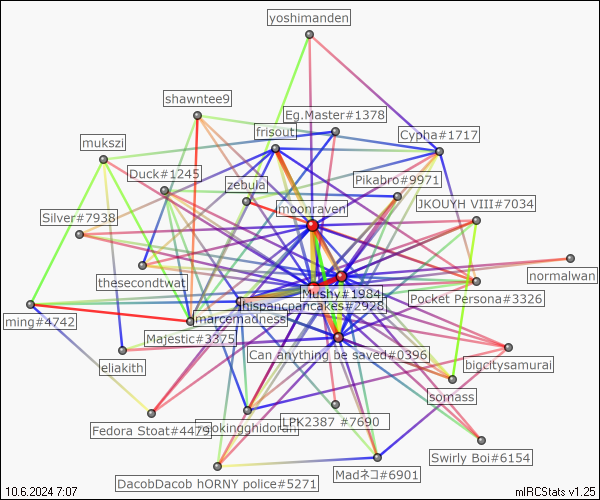 yoshimanden
shawntee9
Eg.Master#1378
frisout
Cypha#1717
mukszi
Duck#1245
zebula
Pikabro#9971
moonraven
JKOUYH VIII#7034
Silver#7938
thesecondtwat
normalwan
Mushy#1984
Pocket Persona#3326
hispancpancakes#2928
ming#4742
marcemadness
Majestic#3375
Can anything be saved#0396
eliakith
bigcitysamurai
somass
Fedora Stoat#4479
LPK2387 #7690
Swirly Boi#6154
Madネコ#6901
DacobDacob hORNY police#5271
10.6.2024 7:07
mIRCStats v1.25